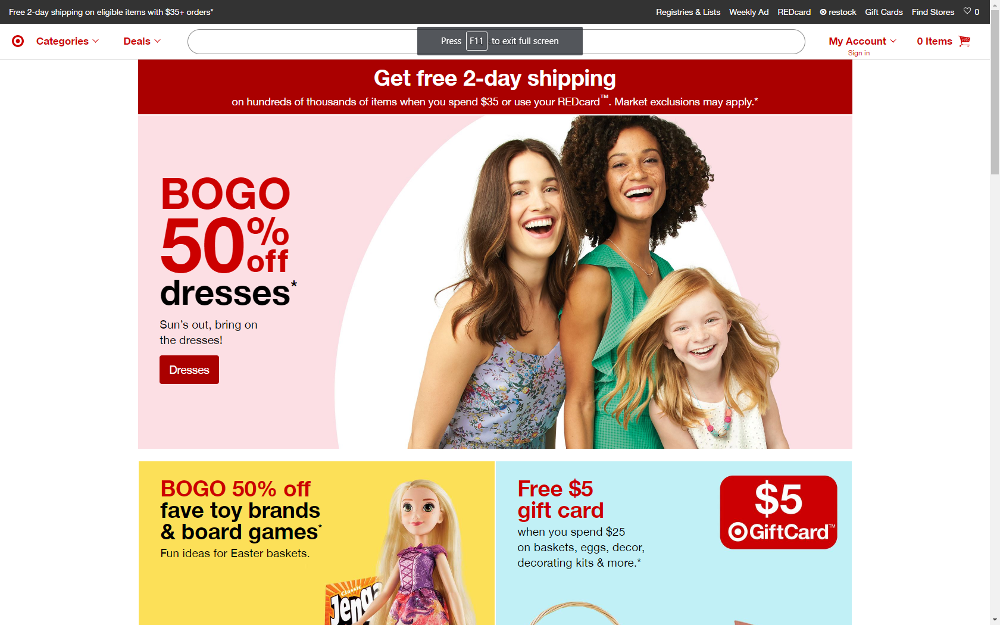 Free 2-day shipping on eligible items with $35+ orders*
Registries & Lists Weekly Ad REDcard restock Gift Cards Find Stores 0
Categories Deals
Press F11 to exit full screen
My Account
Sign in
0 Items
Get free 2-day shipping
on hundreds of thousands of items when you spend $35 or use your REDcard™. Market exclusions may apply.*
BOGO
50% off
dresses*
Sun's out, bring on
the dresses!
Dresses
BOGO 50% off
fave toy brands
& board games*
Fun ideas for Easter baskets.
Classic
Jenga
Free $5
gift card
when you spend $25
on baskets, eggs, decor,
decorating kits & more.*
$5
GiftCard™